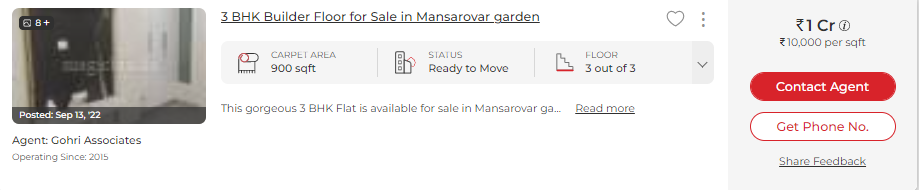 8+
Posted: Sep 13, '22
Agent: Gohri Associates
Operating Since: 2015
3 BHK Builder Floor for Sale in Mansarovar garden
CARPET AREA
900 sqft
STATUS
Ready to Move
FLOOR
3 out of 3
This gorgeous 3 BHK Flat is available for sale in Mansarovar ga... Read more
₹1 Cr
₹10,000 per sqft
Contact Agent
Get Phone No.
Share Feedback